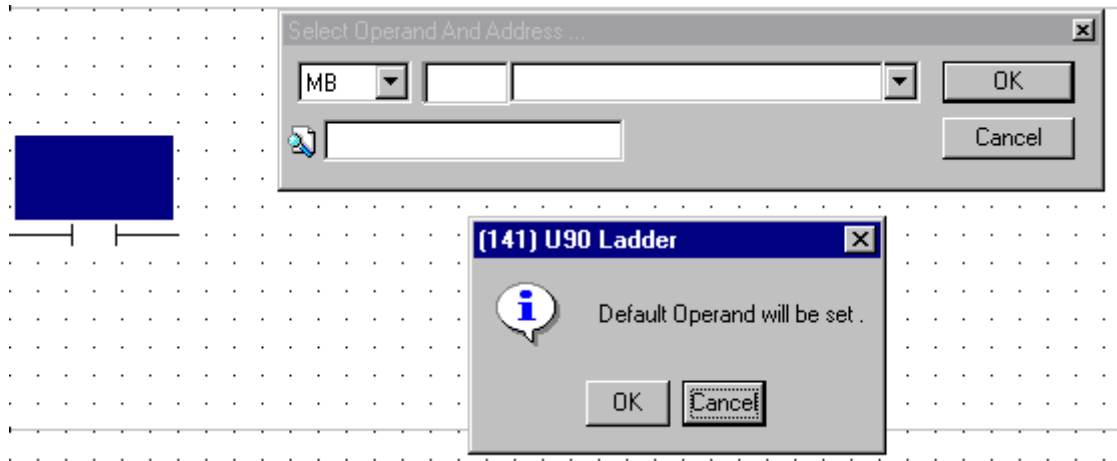 Select Operand And Address ...
MB
OK
Cancel
(141) U90 Ladder
Default Operand will be set .
OK
Cancel